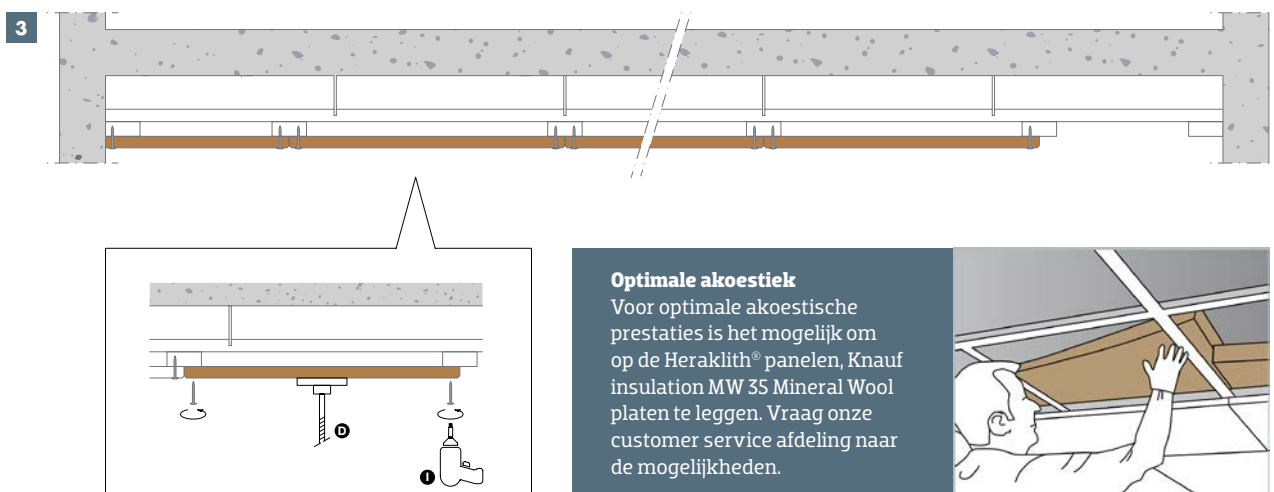 3
D
I
Optimale akoestiek
Voor optimale akoestische
prestaties is het mogelijk om
op de Heraklith® panelen, Knauf
insulation MW 35 Mineral Wool
platen te leggen. Vraag onze
customer service afdeling naar
de mogelijkheden.